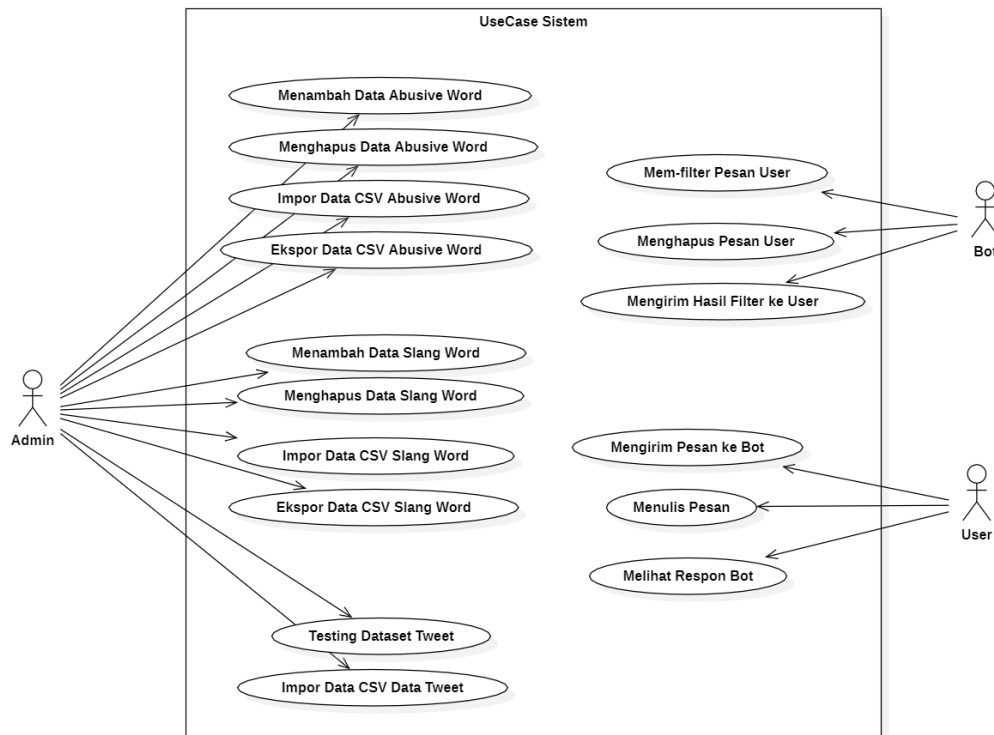 UseCase Sistem
Menambah Data Abusive Word
Menghapus Data Abusive Word
Impor Data CSV Abusive Word
Ekspor Data CSV Abusive Word
Menambah Data Slang Word
Menghapus Data Slang Word
Impor Data CSV Slang Word
Ekspor Data CSV Slang Word
Testing Dataset Tweet
Impor Data CSV Data Tweet
Admin
Mem-filter Pesan User
Menghapus Pesan User
Mengirim Hasil Filter ke User
Bot
Mengirim Pesan ke Bot
Menulis Pesan
Melihat Respon Bot
User